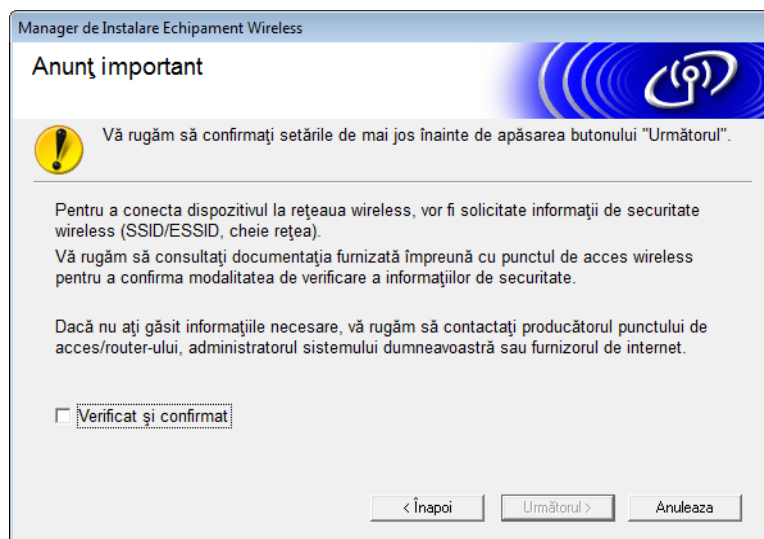 Manager de Instalare Echipament Wireless
Anunţ important
Vă rugăm să confirmaţi setările de mai jos înainte de apăsarea butonului "Următorul".
Pentru a conecta dispozitivul la reţeaua wireless, vor fi solicitate informaţii de securitate
wireless (SSID/ESSID, cheie reţea).
Vă rugăm să consultaţi documentaţia furnizată împreună cu punctul de acces wireless
pentru a confirma modalitatea de verificare a informaţiilor de securitate.
Dacă nu aţi găsit informaţiile necesare, vă rugăm să contactaţi producătorul punctului de
acces/router-ului, administratorul sistemului dumneavoastră sau furnizorul de internet.
Verificat şi confirmat
< Înapoi
Următorul >
Anuleaza